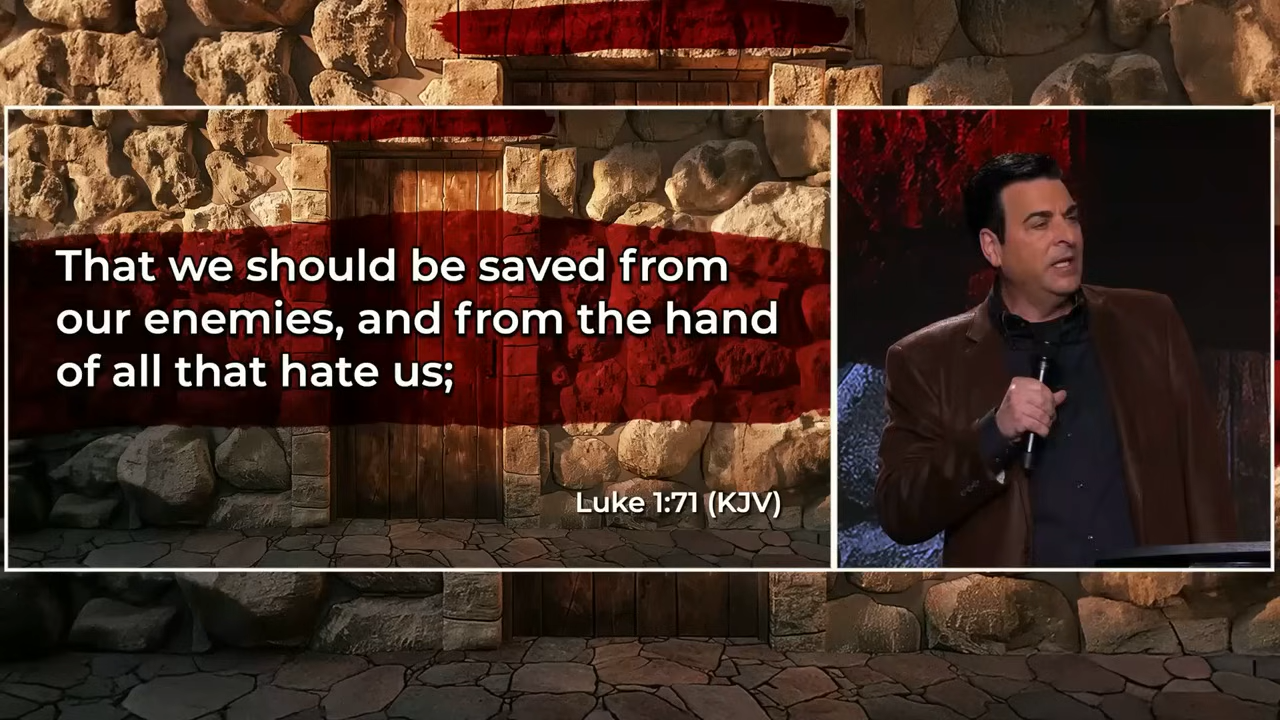 That we should be saved from
our enemies, and from the hand
of all that hate us;
Luke 1:71 (KJV)